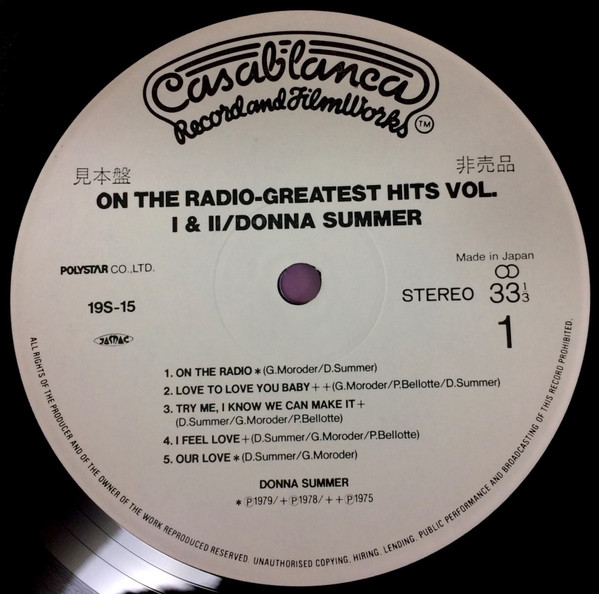 Casablanca
Record and FilmWorks
TM
見本盤
非売品
ON THE RADIO-GREATEST HITS VOL.
I & II/DONNA SUMMER
POLYSTAR CO.,LTD.
Made in Japan
19S-15
STEREO 33 1/3
JASRAC
1
1. ON THE RADIO * (G.Moroder/D.Summer)
2. LOVE TO LOVE YOU BABY + + (G.Moroder/P.Bellotte/D.Summer)
3. TRY ME, I KNOW WE CAN MAKE IT +
(D.Summer/G.Moroder/P.Bellotte)
4. I FEEL LOVE + (D.Summer/G.Moroder/P.Bellotte)
5. OUR LOVE * (D.Summer/G.Moroder)
DONNA SUMMER
* Ⓟ1979/ + Ⓟ1978/ + + Ⓟ1975
ALL RIGHTS OF THE PRODUCER AND OF THE OWNER OF THE WORK REPRODUCED RESERVED. UNAUTHORISED COPYING, HIRING, LENDING, PUBLIC PERFORMANCE AND BROADCASTING OF THIS RECORD PROHIBITED.